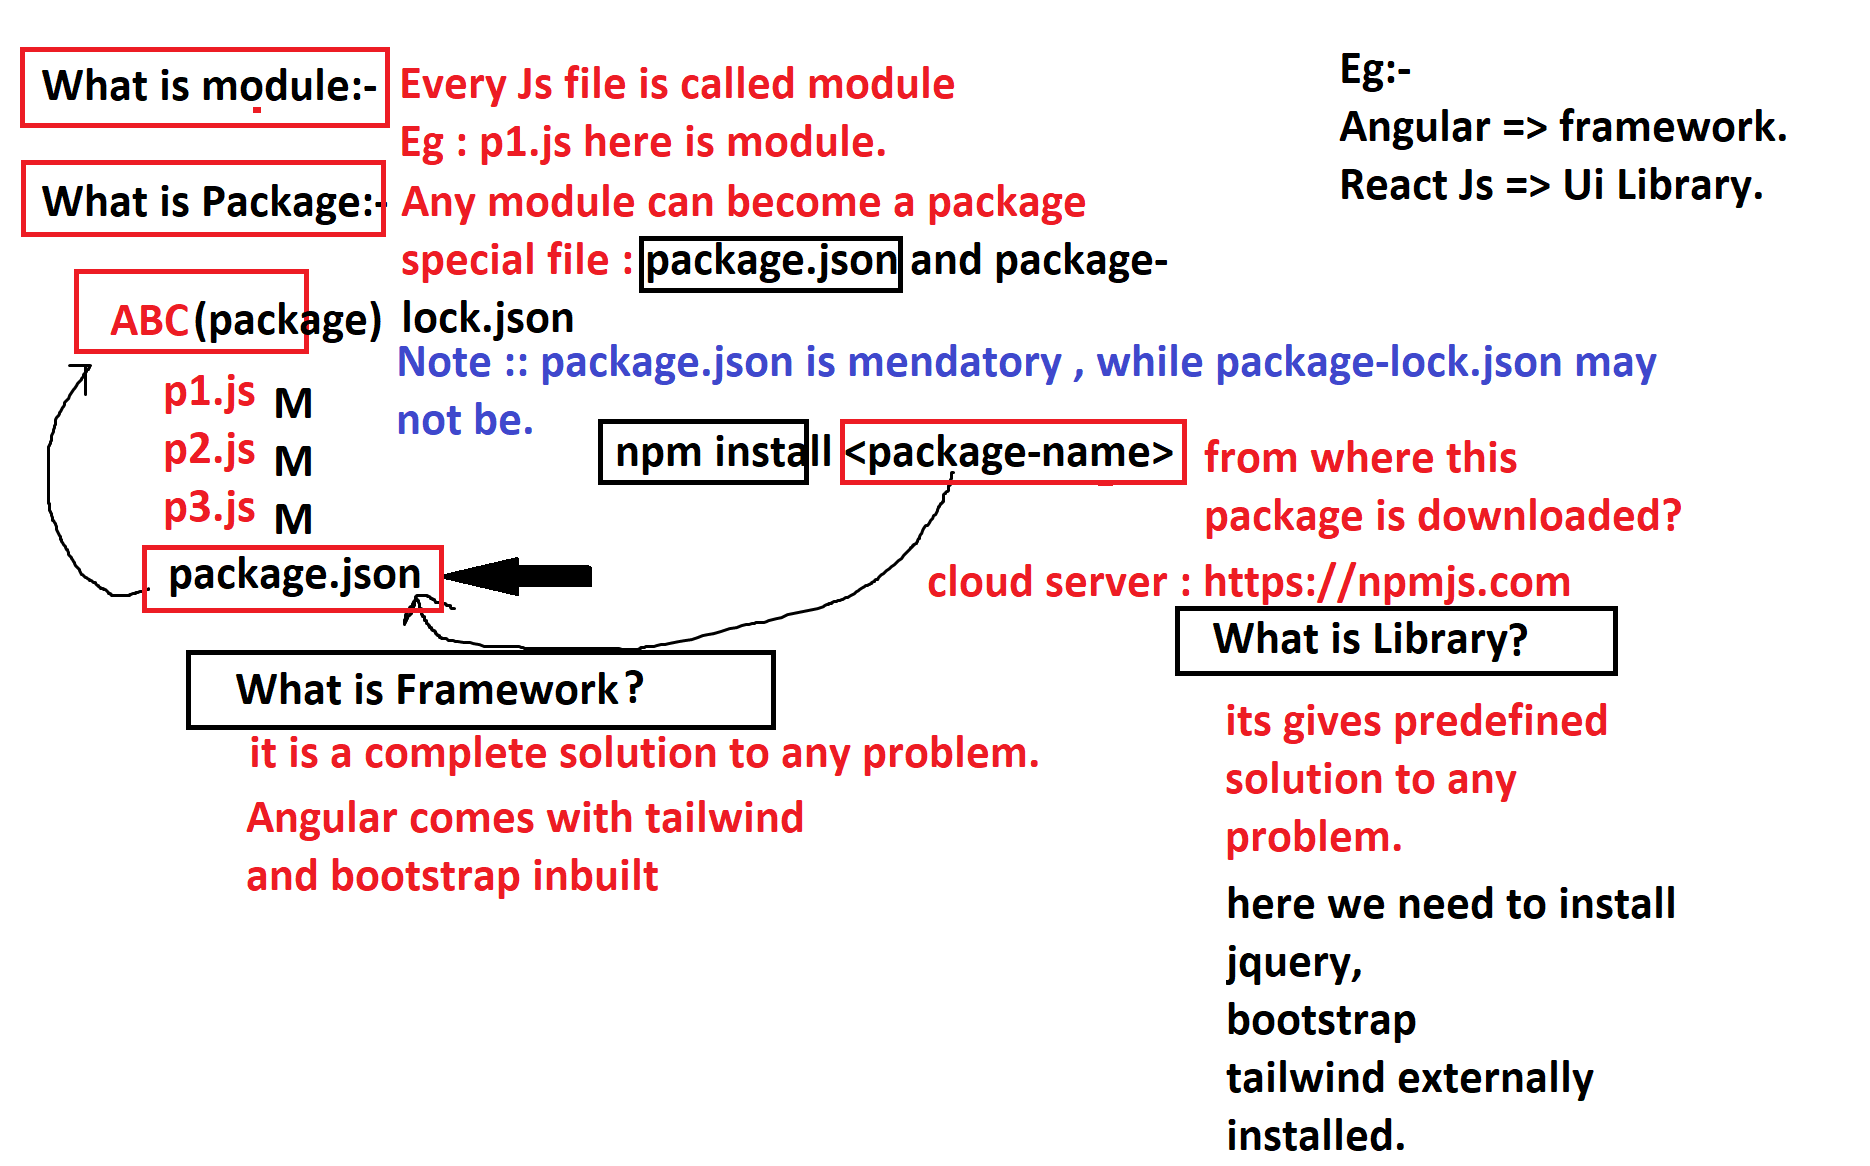 What is module:-
Every Js file is called module
Eg : p1.js here is module.
What is Package:-
Any module can become a package
special file : package.json and package-
lock.json
Note :: package.json is mendatory , while package-lock.json may
not be.
ABC (package)
p1.js M
p2.js M
p3.js M
package.json
npm install <package-name>
from where this
package is downloaded?
cloud server : https://npmjs.com
Eg:-
Angular => framework.
React Js => Ui Library.
What is Framework?
it is a complete solution to any problem.
Angular comes with tailwind
and bootstrap inbuilt
What is Library?
its gives predefined
solution to any
problem.
here we need to install
jquery,
bootstrap
tailwind externally
installed.